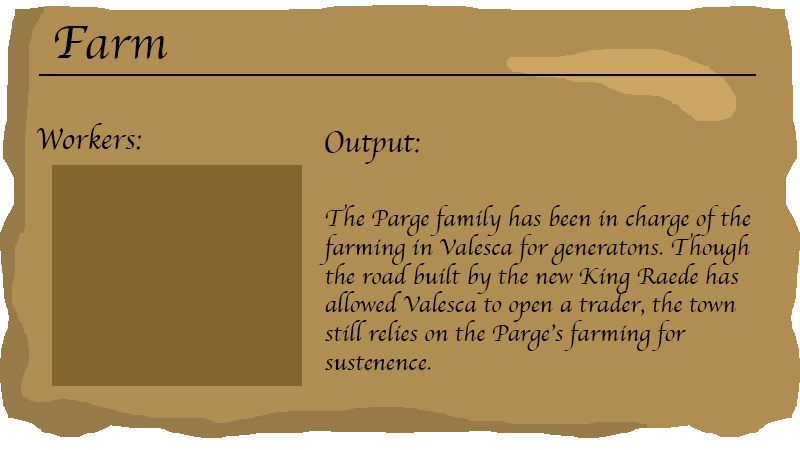 Farm
Workers:
Output:
The Parge family has been in charge of the
farming in Valesca for generatons. Though
the road built by the new King Raede has
allowed Valesca to open a trader, the town
still relies on the Parge's farming for
sustenence.